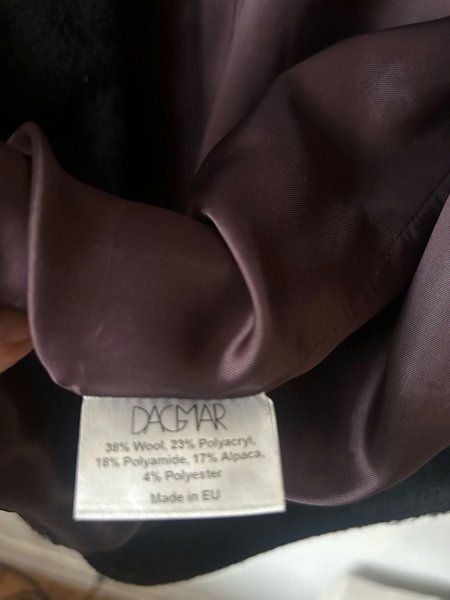 DAGMAR
38% Wool, 23% Polyacryl,
18% Polyamide, 17% Alpaca,
4% Polyester
Made in EU